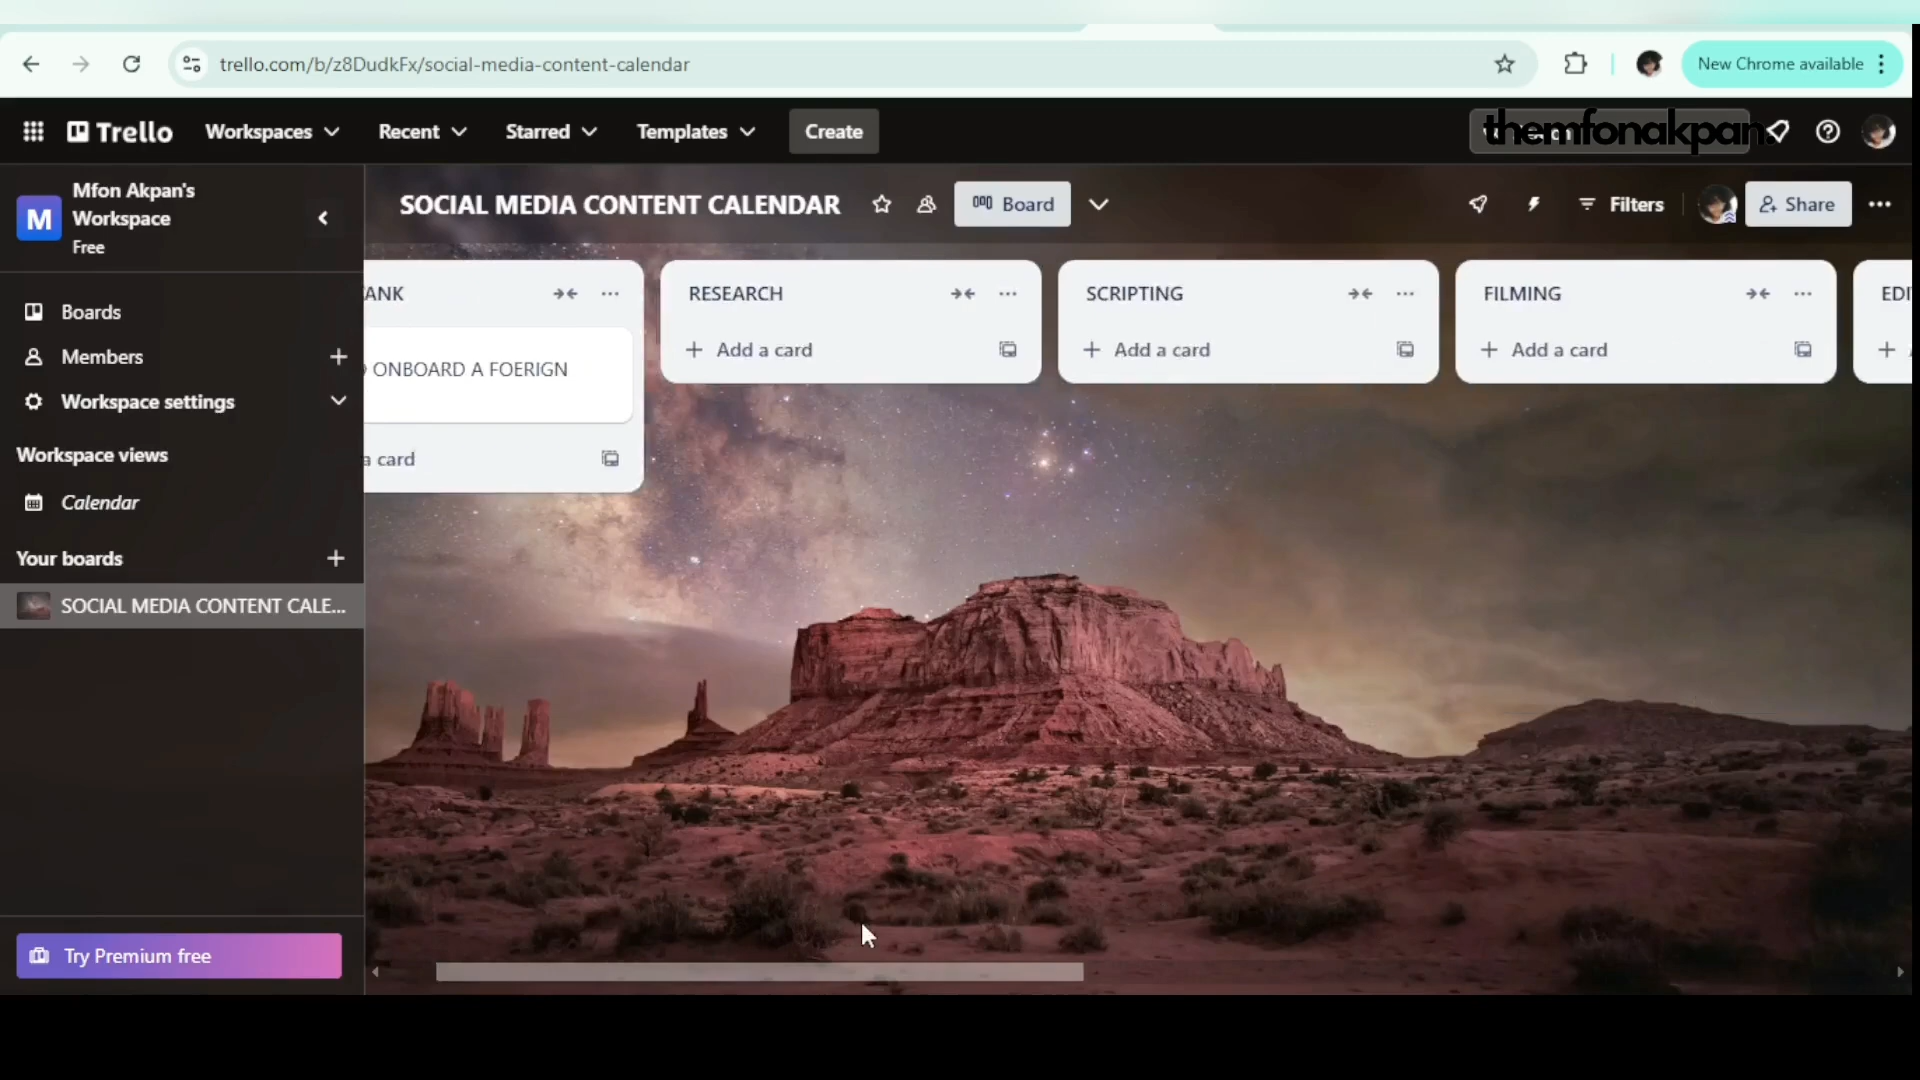 trello.com/b/z8DudkFx/social-media-content-calendar
New Chrome available
Trello
Workspaces
Recent
Starred
Templates
Create
themfonakpan.
Mfon Akpan's
Workspace
Free
SOCIAL MEDIA CONTENT CALENDAR
Board
Filters
Share
Boards
Members
Workspace settings
Workspace views
Calendar
Your boards
SOCIAL MEDIA CONTENT CALE...
Try Premium free
ANK
ONBOARD A FOERIGN
a card
RESEARCH
Add a card
SCRIPTING
Add a card
FILMING
Add a card
EDI
M